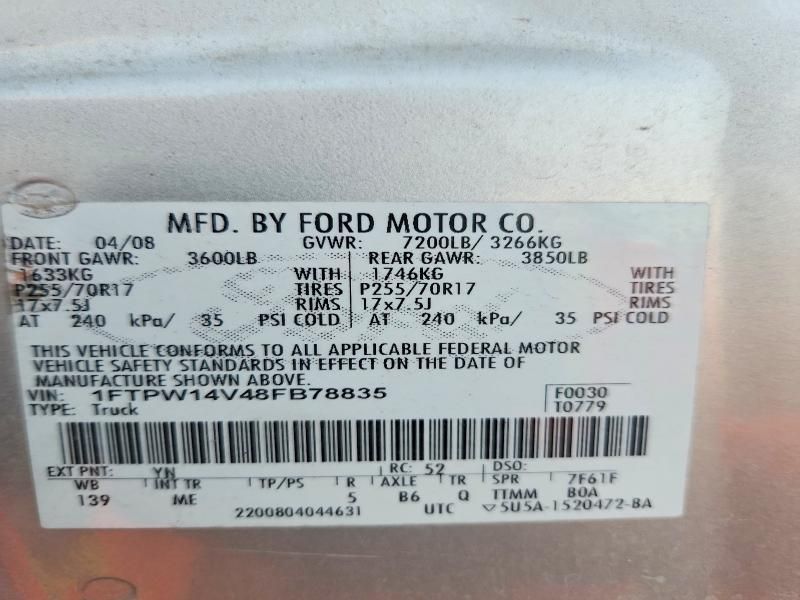 MFD. BY FORD MOTOR CO.
DATE: 04/08 GVWR: 7200LB/ 3266KG
FRONT GAWR: 3600LB REAR GAWR: 3850LB
1633KG WITH 1746KG WITH
P255/70R17 TIRES P255/70R17 TIRES
17x7.5J RIMS 17x7.5J RIMS
AT 240 kPa/ 35 PSI COLD AT 240 kPa/ 35 PSI COLD
THIS VEHICLE CONFORMS TO ALL APPLICABLE FEDERAL MOTOR
VEHICLE SAFETY STANDARDS IN EFFECT ON THE DATE OF
MANUFACTURE SHOWN ABOVE.
VIN: 1FTPW14V48FB78835 F0030
TYPE: Truck T0779
EXT PNT: YN RC: 52 DSO:
WB INT TR TP/PS R AXLE TR SPR 7F61F
139 ME 5 B6 Q TTMM BOA
2200804044631 UTC ▽5U5A-1520472-BA